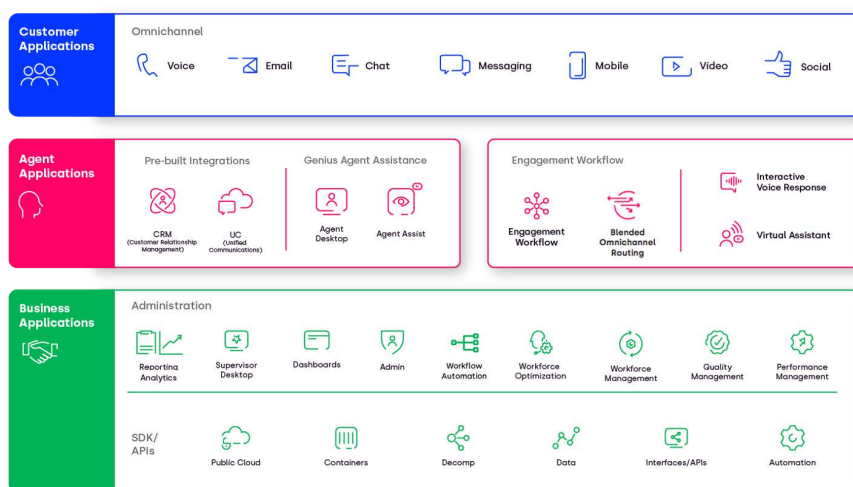 Customer
Applications
Omnichannel
Voice
Email
Chat
Messaging
Mobile
Video
Social
Agent
Applications
Pre-built Integrations
Genius Agent Assistance
CRM
(Customer Relationship
Management)
UC
(Unified
Communications)
Agent
Desktop
Agent Assist
Engagement Workflow
Engagement
Workflow
Blended
Omnichannel
Routing
Interactive
Voice Response
Virtual Assistant
Business
Applications
Administration
Reporting
Analytics
Supervisor
Desktop
Dashboards
Admin
Workflow
Automation
Workforce
Optimization
Workforce
Management
Quality
Management
Performance
Management
SDK/
APIs
Public Cloud
Containers
Decomp
Data
Interfaces/APIs
Automation